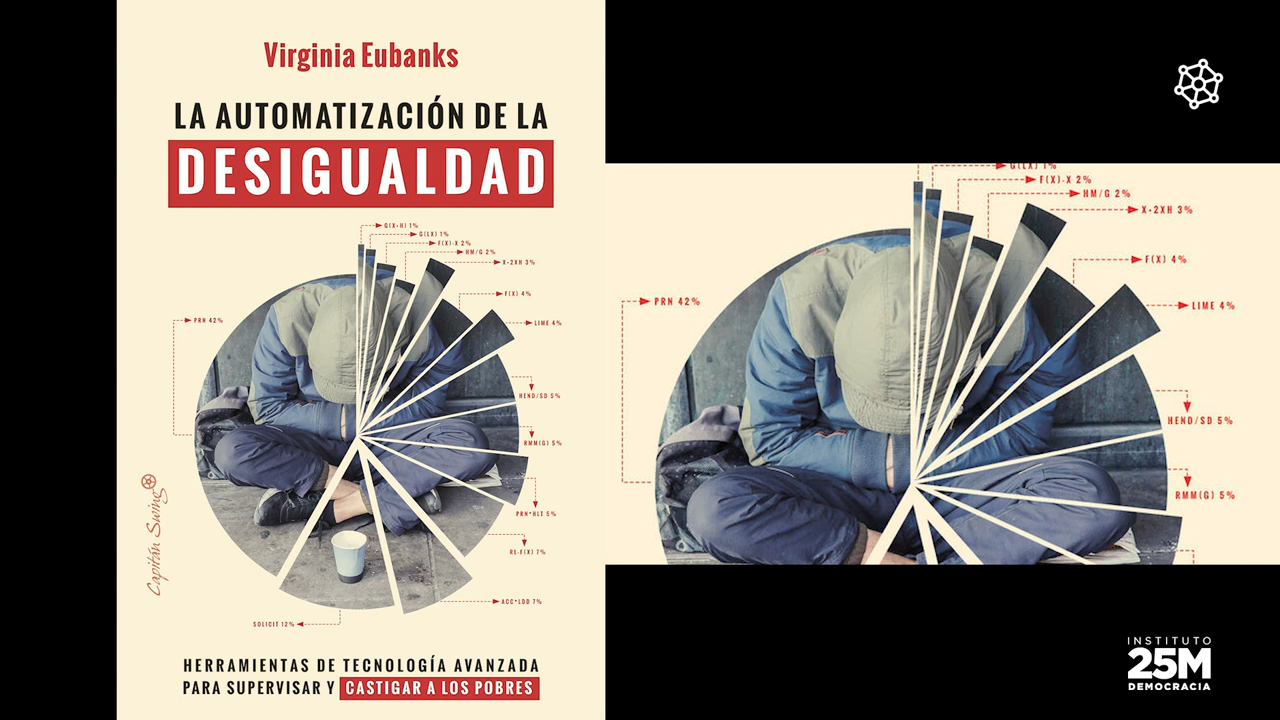 Virginia Eubanks
LA AUTOMATIZACIÓN DE LA
DESIGUALDAD
G(X+H) 1%
G(LX) 1%
F(X)-X 2%
HM/G 2%
X+2XH 3%
F(X) 4%
LIME 4%
PRN 42%
HEND/SD 5%
RMM(G) 5%
PRN*HLT 5%
RL-F(X) 7%
ACC*LDD 7%
SOLICIT 12%
Capitán Swing
HERRAMIENTAS DE TECNOLOGÍA AVANZADA
PARA SUPERVISAR Y CASTIGAR A LOS POBRES
G(LX) 1%
F(X)-X 2%
HM/G 2%
X+2XH 3%
F(X) 4%
PRN 42%
LIME 4%
HEND/SD 5%
RMM(G) 5%
INSTITUTO
25M
DEMOCRACIA